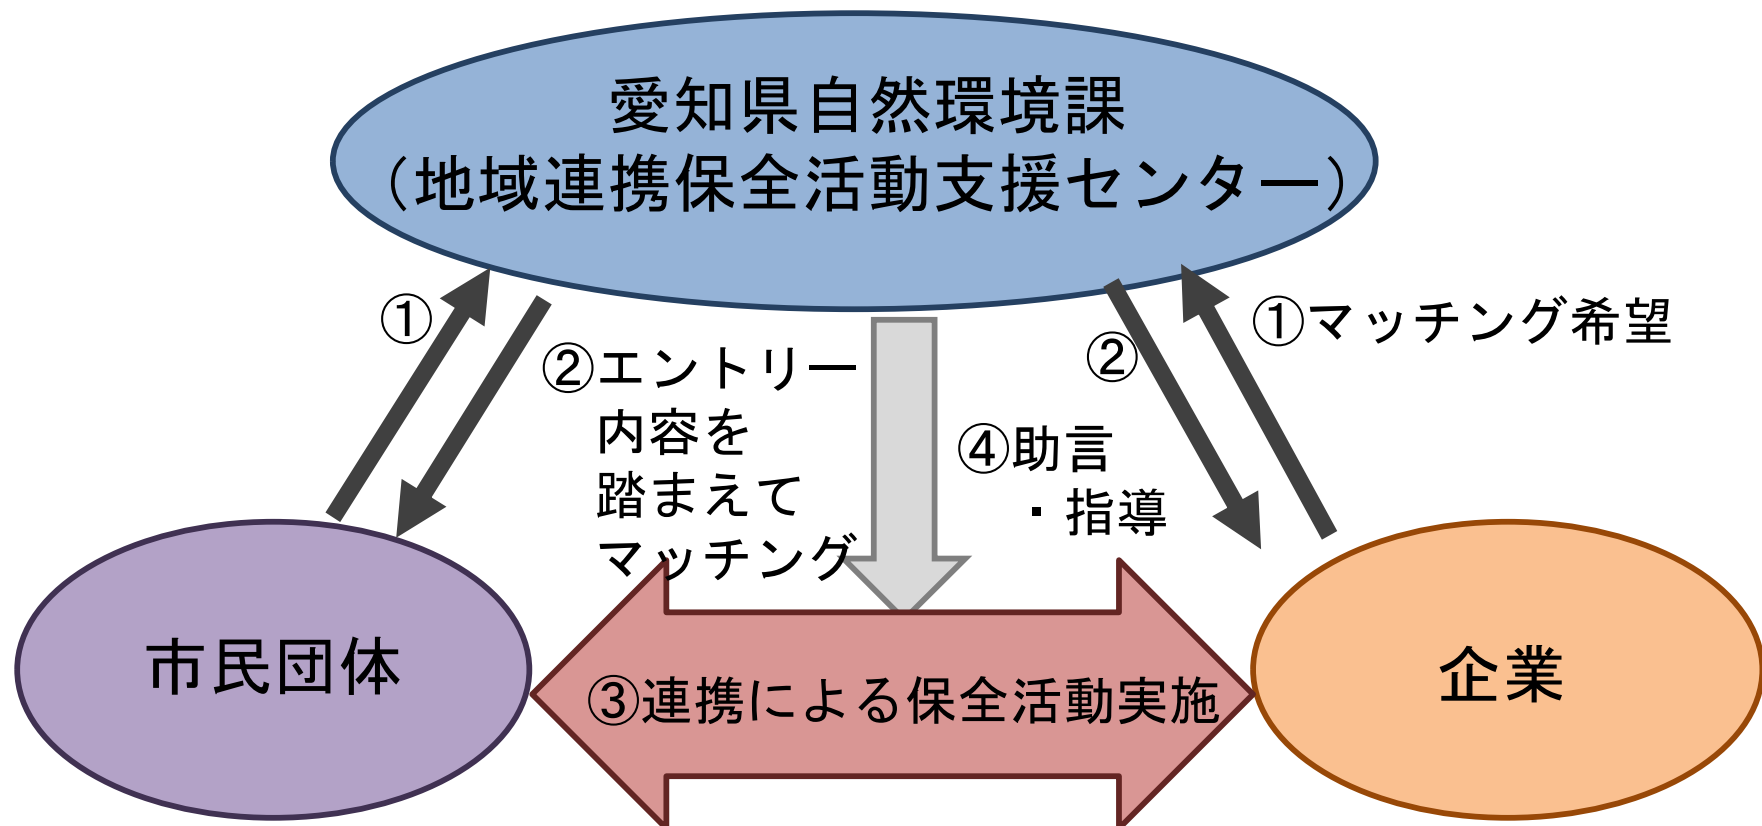 愛知県自然環境課
（地域連携保全活動支援センター）
①
②エントリー
内容を
踏まえて
マッチング
②
①マッチング希望
④助言
・指導
市民団体
③連携による保全活動実施
企業